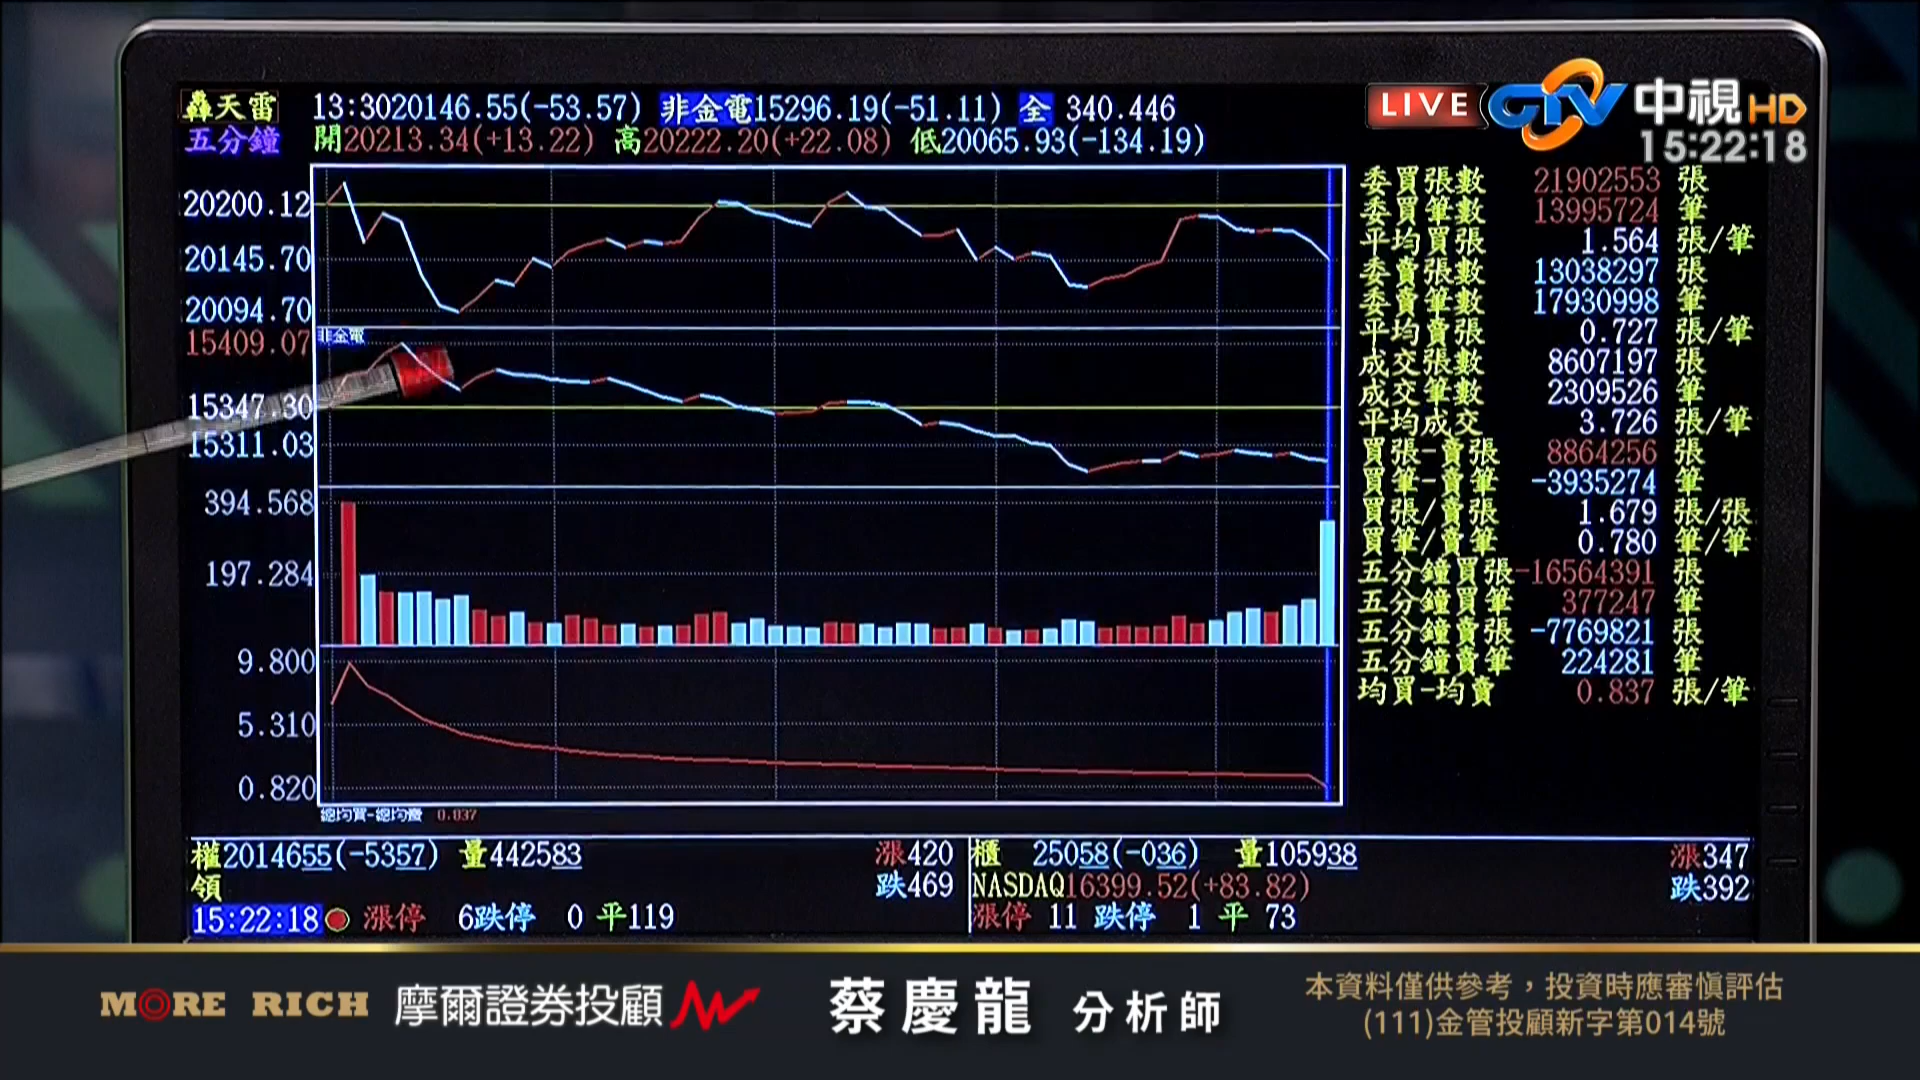 轟天雷 13:30 20146.55(-53.57) 非金電15296.19(-51.11) 全 340.446
五分鐘 開20213.34(+13.22) 高20222.20(+22.08) 低20065.93(-134.19)
LIVE CTV 中視HD
15:22:18
20200.12
20145.70
20094.70
15409.07
非金電
15347.30
15311.03
394.568
197.284
9.800
5.310
0.820
總均買-總均賣 0.837
委買張數 21902553 張
委買筆數 13995724 筆
平均買張 1.564 張/筆
委賣張數 13038297 張
委賣筆數 17930998 筆
平均賣張 0.727 張/筆
成交張數 8607197 張
成交筆數 2309526 筆
平均成交 3.726 張/筆
買張-賣張 8864256 張
買筆-賣筆 -3935274 筆
買張/賣張 1.679 張/張
買筆/賣筆 0.780 筆/筆
五分鐘買張-16564391 張
五分鐘買筆 377247 筆
五分鐘賣張 -7769821 張
五分鐘賣筆 224281 筆
均買-均賣 0.837 張/筆
權2014655(-5357) 量442583 漲420
領 跌469
15:22:18 漲停 6跌停 0 平119
櫃 25058(-036) 量105938 漲347
NASDAQ16399.52(+83.82) 跌392
漲停 11 跌停 1 平 73
MORE RICH 摩爾證券投顧 蔡慶龍 分析師
本資料僅供參考，投資時應審慎評估
(111)金管投顧新字第014號